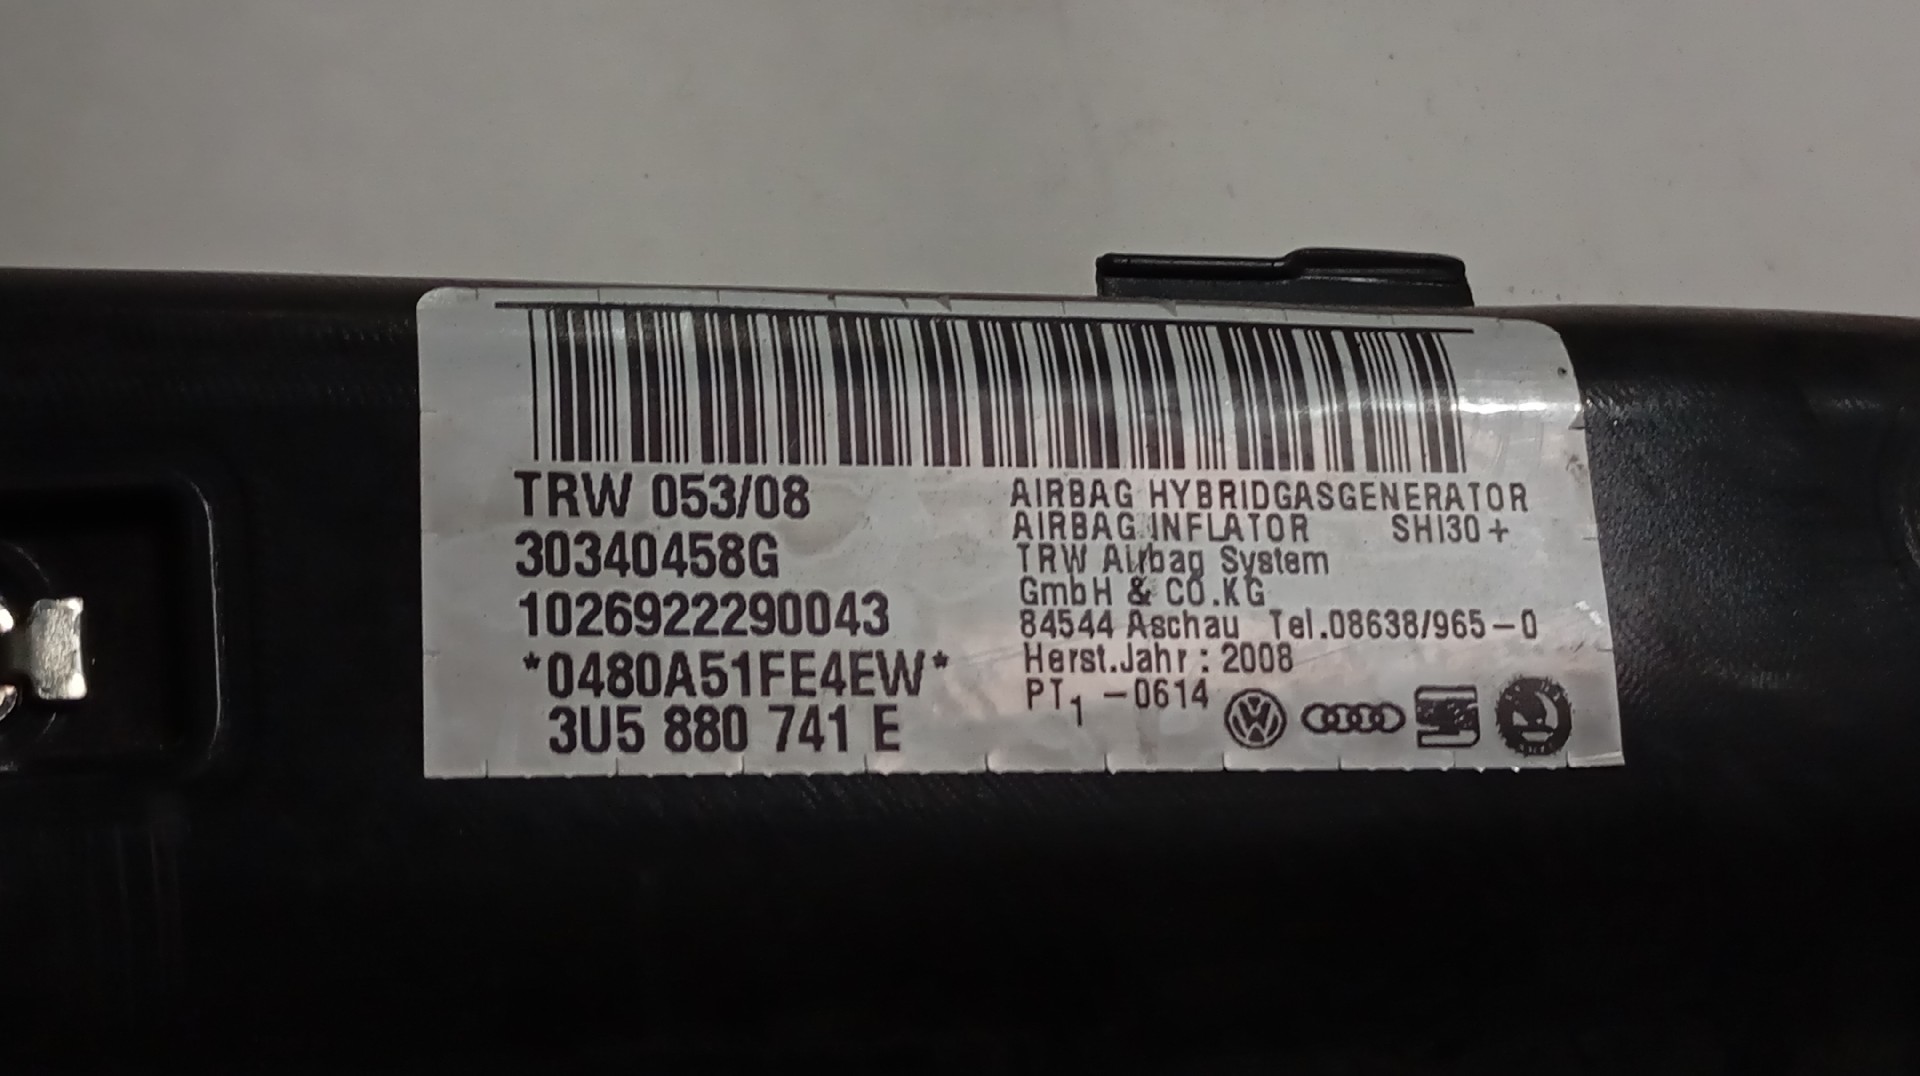 TRW 053/08
30340458G
1026922290043
*0480A51FE4EW*
3U5 880 741 E
AIRBAG HYBRIDGASGENERATOR
AIRBAG INFLATOR SHI30+
TRW Airbag System
GmbH & CO.KG
84544 Aschau Tel.08638/965-0
Herst.Jahr: 2008
PT1 -0614